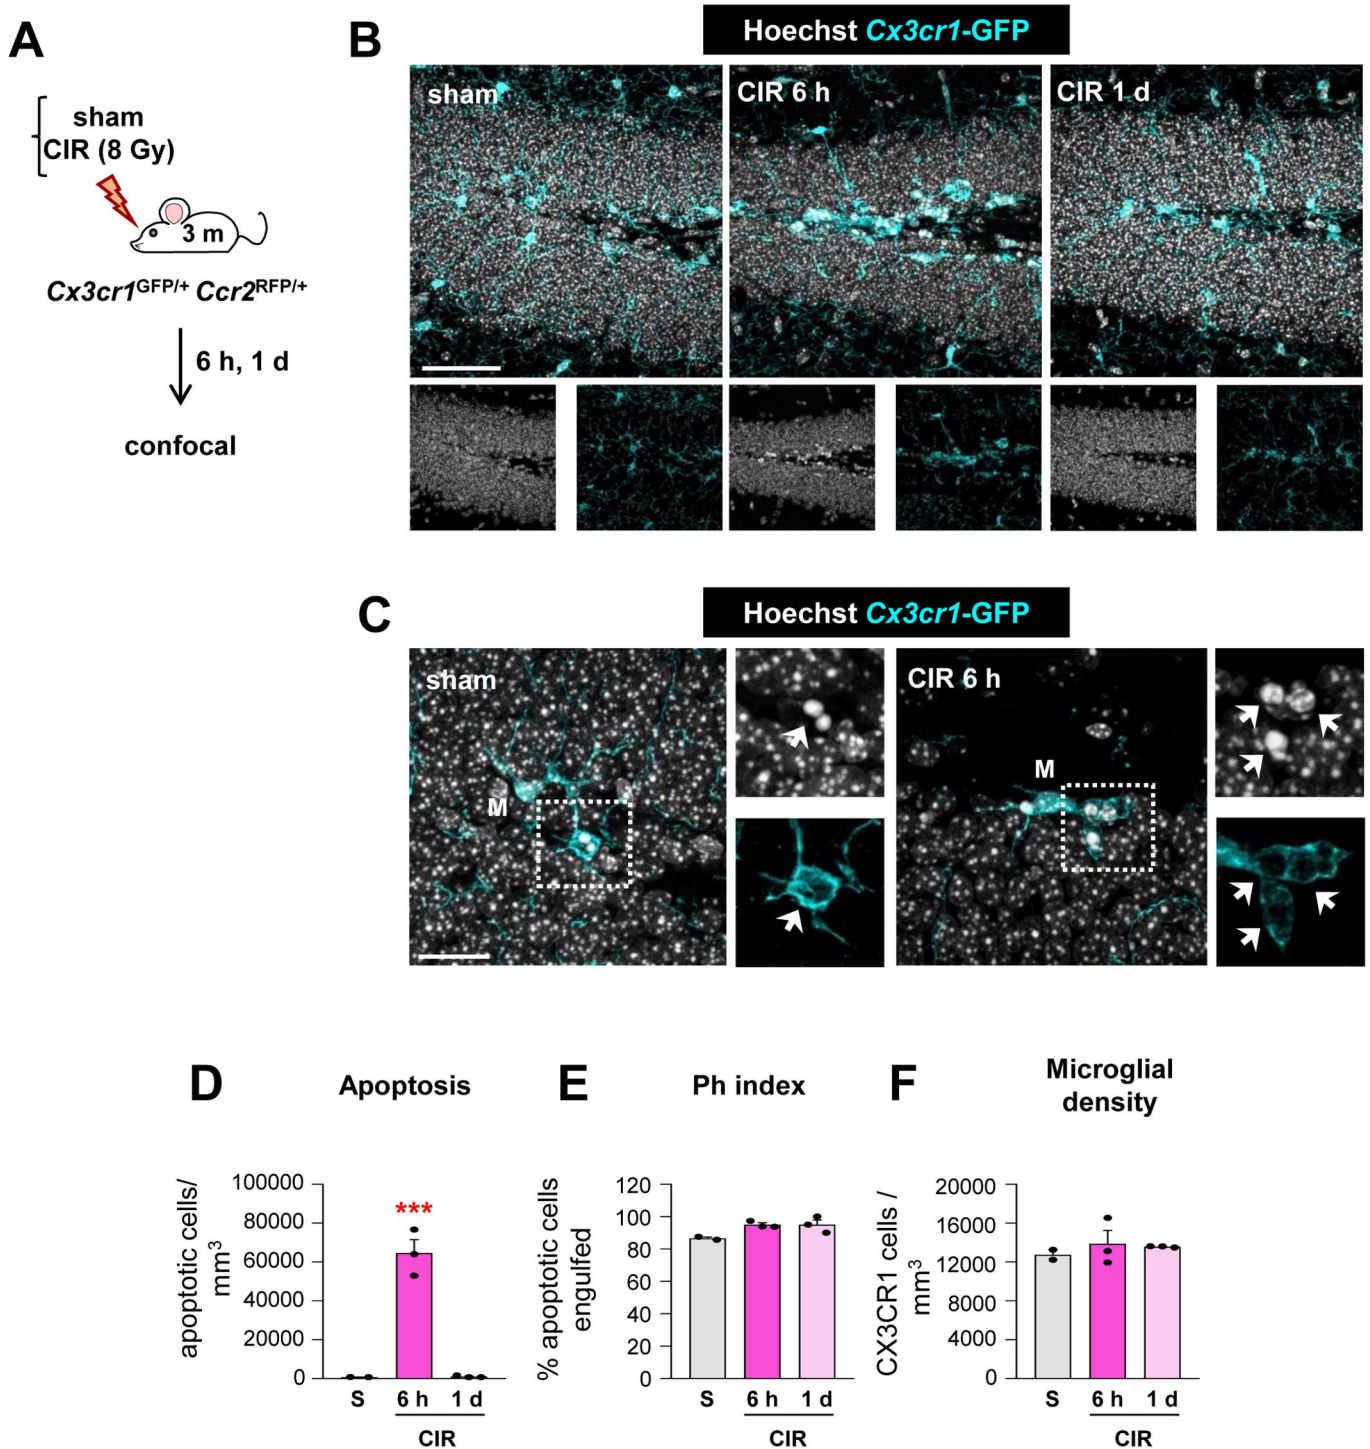 A
sham
CIR (8 Gy)
3 m
Cx3cr1GFP/+ Ccr2RFP/+
6 h, 1 d
confocal
B
Hoechst Cx3cr1-GFP
sham
CIR 6 h
CIR 1 d
C
Hoechst Cx3cr1-GFP
sham
M
CIR 6 h
M
D
Apoptosis
apoptotic cells/
mm3
100000
80000
60000
40000
20000
0
***
S
6 h
1 d
CIR
E
Ph index
% apoptotic cells
engulfed
120
100
80
60
40
20
0
S
6 h
1 d
CIR
F
Microglial
density
CX3CR1 cells /
mm3
20000
16000
12000
8000
4000
0
S
6 h
1 d
CIR